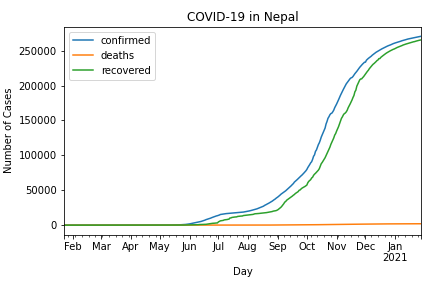 COVID-19 in Nepal
confirmed
deaths
recovered
Number of Cases
250000
200000
150000
100000
50000
0
Feb Mar Apr May Jun Jul Aug Sep Oct Nov Dec Jan
2021
Day